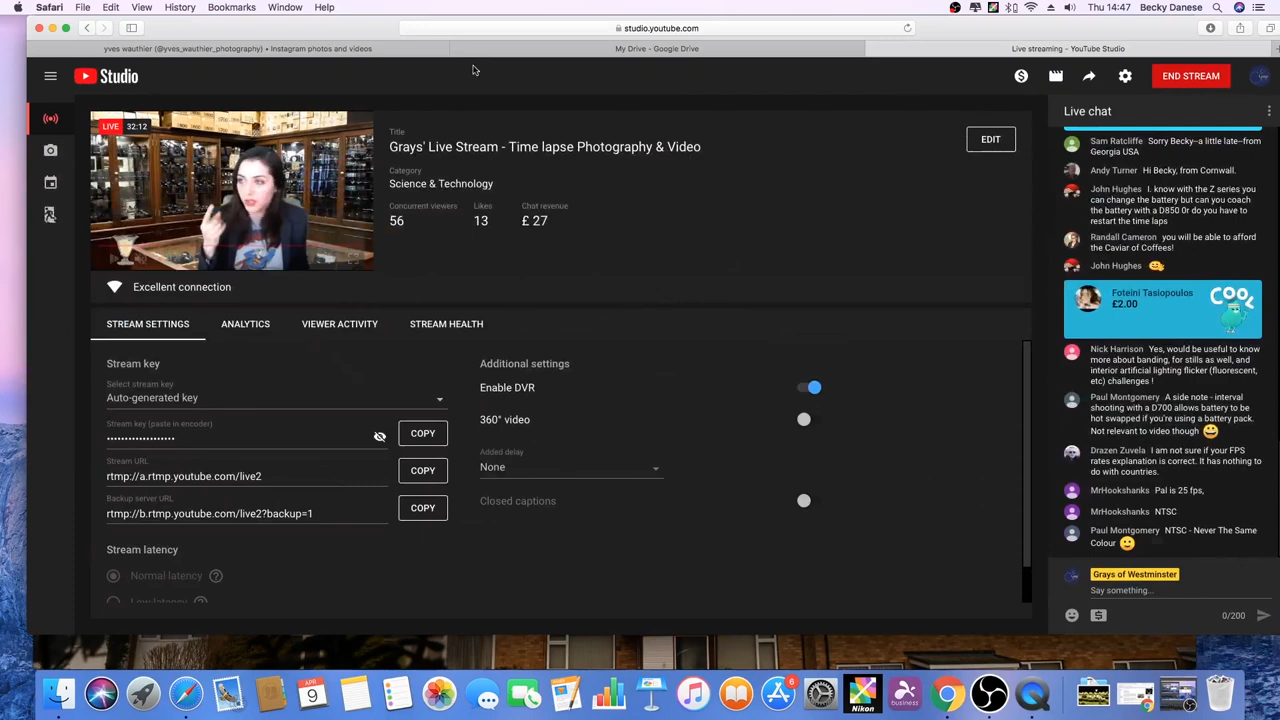 Safari File Edit View History Bookmarks Window Help
Thu 14:47 Becky Danese
studio.youtube.com
yves wauthier (@yves_wauthier_photography) • Instagram photos and videos
My Drive - Google Drive
Live streaming - YouTube Studio
Studio
END STREAM
LIVE 32:12
Title
Grays' Live Stream - Time lapse Photography & Video
EDIT
Category
Science & Technology
Concurrent viewers Likes Chat revenue
56 13 £ 27
Excellent connection
STREAM SETTINGS ANALYTICS VIEWER ACTIVITY STREAM HEALTH
Stream key
Select stream key
Auto-generated key
Stream key (paste in encoder)
•••••••••••••••••••
COPY
Stream URL
rtmp://a.rtmp.youtube.com/live2
COPY
Backup server URL
rtmp://b.rtmp.youtube.com/live2?backup=1
COPY
Stream latency
Normal latency
Low-latency
Additional settings
Enable DVR
360° video
Added delay
None
Closed captions
Live chat
Sam Ratcliffe Sorry Becky--a little late--from
Georgia USA
Andy Turner Hi Becky, from Cornwall.
John Hughes I. know with the Z series you
can change the battery but can you coach
the battery with a D850 0r do you have to
restart the time laps
Randall Cameron you will be able to afford
the Caviar of Coffees!
John Hughes 🥰
Foteini Tasiopoulos
£2.00
COOL
Nick Harrison Yes, would be useful to know
more about banding, for stills as well, and
interior artificial lighting flicker (fluorescent,
etc) challenges !
Paul Montgomery A side note - interval
shooting with a D700 allows battery to be
hot swapped if you're using a battery pack.
Not relevant to video though 😀
Drazen Zuvela I am not sure if your FPS
rates explanation is correct. It has nothing to
do with countries.
MrHookshanks Pal is 25 fps,
MrHookshanks NTSC
Paul Montgomery NTSC - Never The Same
Colour 🙂
Grays of Westminster
Say something...
0/200
APR
9
6
Nikon
business